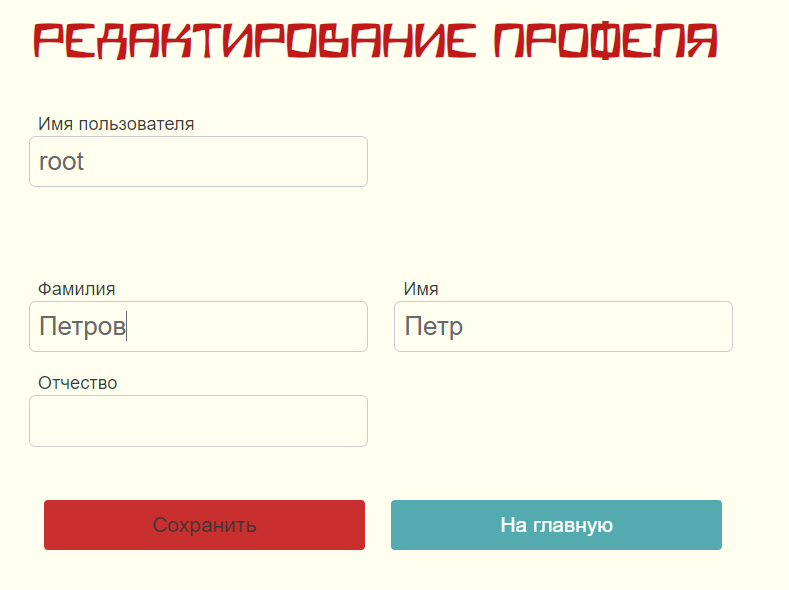 РЕДАКТИРОВАНИЕ ПРОФЕЛЯ
Имя пользователя
root
Фамилия Имя
Петров Петр
Отчество
Сохранить На главную